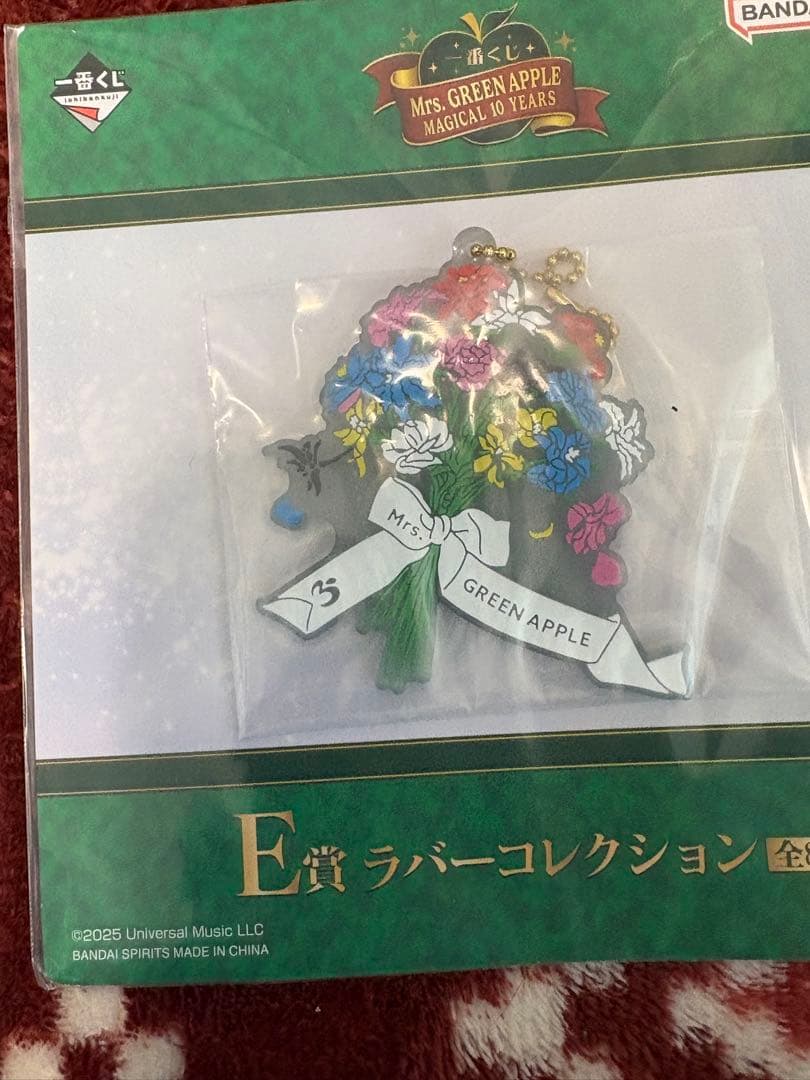 一番くじ
ichibankuji
一番くじ
Mrs. GREEN APPLE
MAGICAL 10 YEARS
BANDA
Mrs.
GREEN APPLE
E賞 ラバーコレクション 全8
©2025 Universal Music LLC
BANDAI SPIRITS MADE IN CHINA